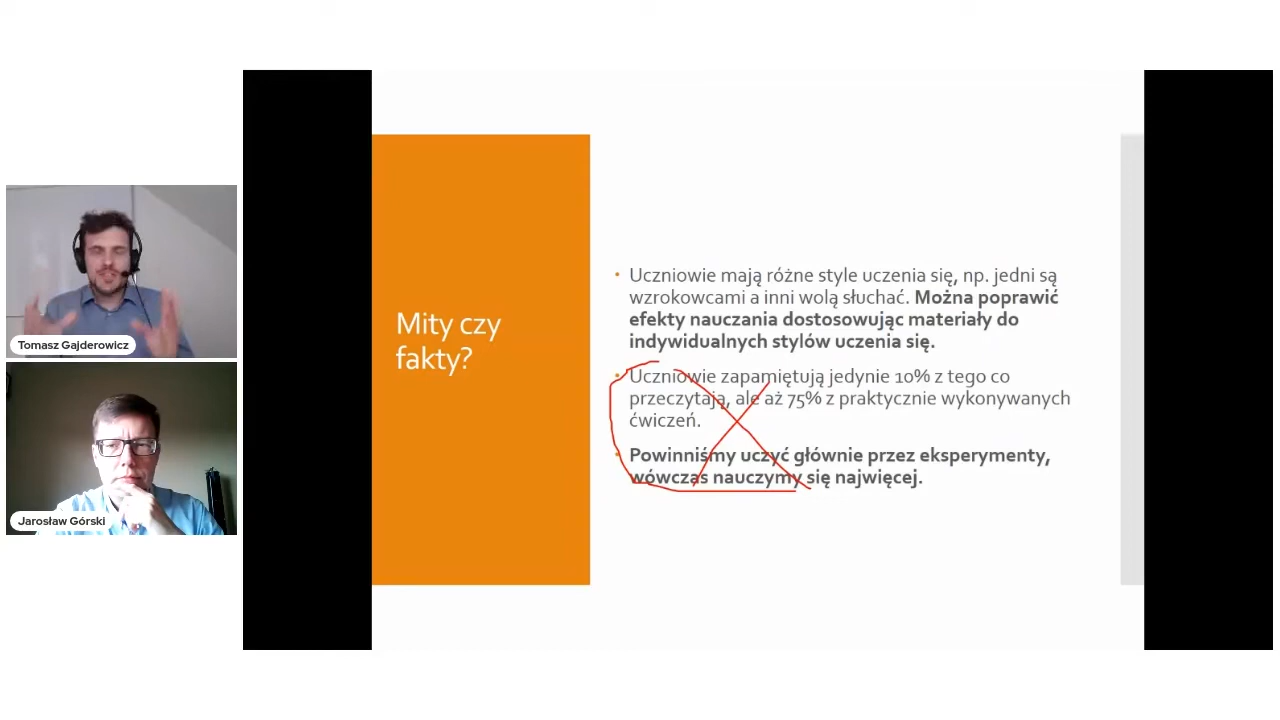 Tomasz Gajderowicz
Jarosław Górski
Mity czy
fakty?
• Uczniowie mają różne style uczenia się, np. jedni są
wzrokowcami a inni wolą słuchać. Można poprawić
efekty nauczania dostosowując materiały do
indywidualnych stylów uczenia się.
• Uczniowie zapamiętują jedynie 10% z tego co
przeczytają, ale aż 75% z praktycznie wykonywanych
ćwiczeń.
• Powinniśmy uczyć głównie przez eksperymenty,
wówczas nauczymy się najwięcej.